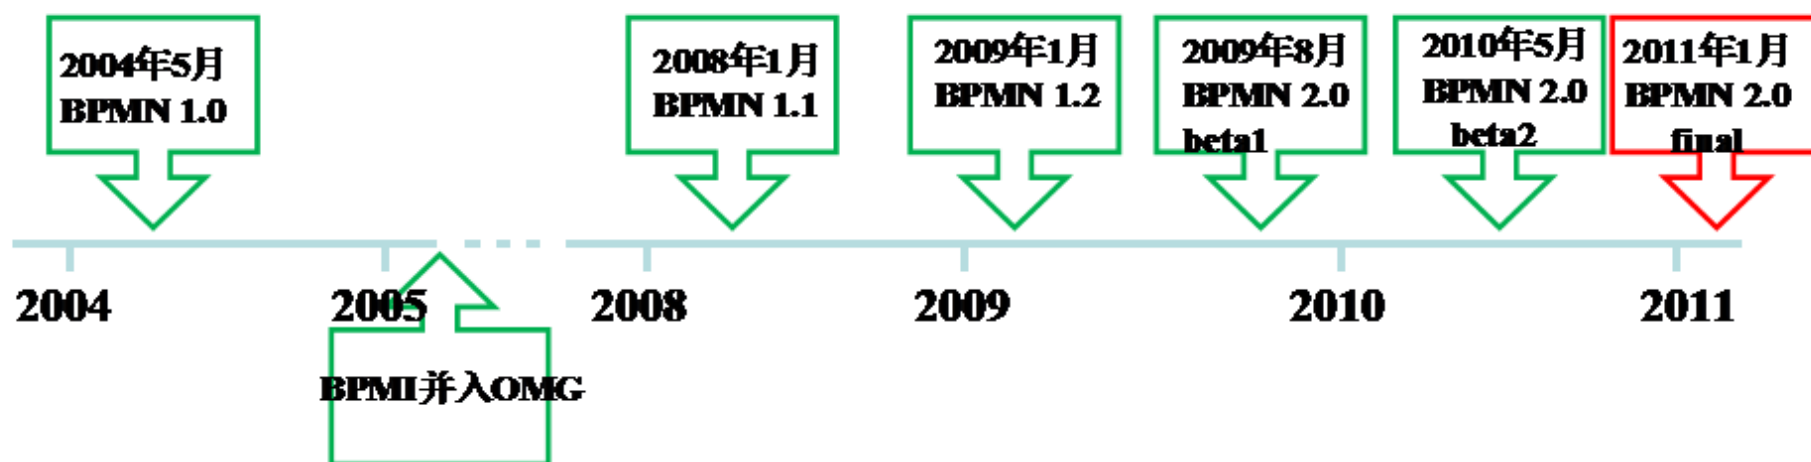 2004年5月
BPMN 1.0
2008年1月
BPMN 1.1
2009年1月
BPMN 1.2
2009年8月
BPMN 2.0
beta1
2010年5月
BPMN 2.0
beta2
2011年1月
BPMN 2.0
final
2004
2005
2008
2009
2010
2011
BPMI并入OMG